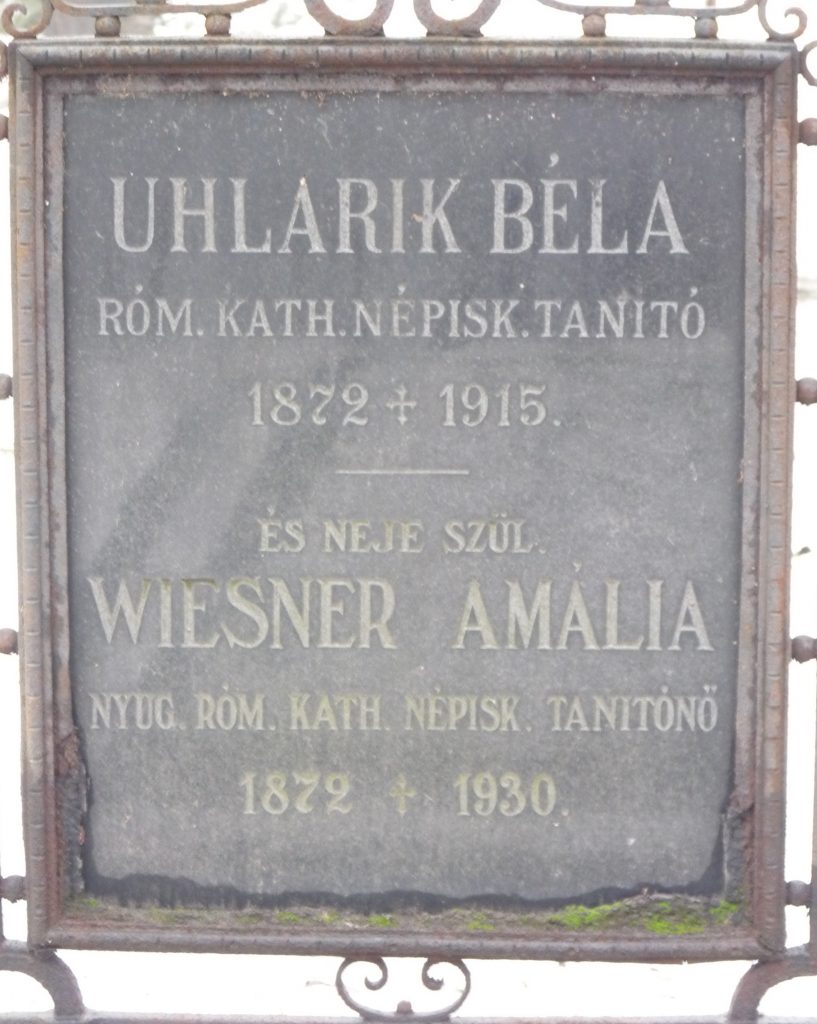 UHLARIK BÉLA
RÓM. KATH. NÉPISK. TANITÓ
1872 + 1915.
ÉS NEJE SZÜL.
WIESNER AMÁLIA
NYUG. RÓM. KATH. NÉPISK. TANITÓNŐ
1872 + 1930.